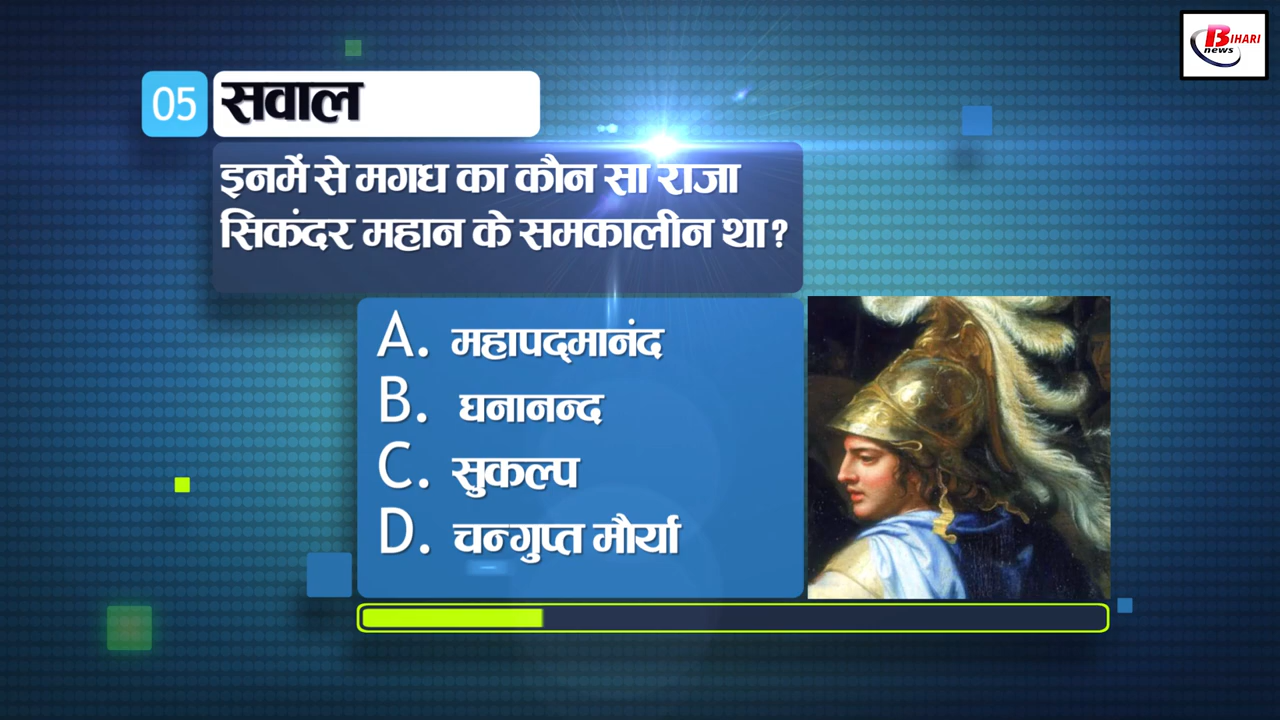 BIHARI
news
05 सवाल
इनमें से मगध का कौन सा राजा
सिकंदर महान के समकालीन था?
A. महापद्मानंद
B. घनानन्द
C. सुकल्प
D. चन्गुप्त मौर्या